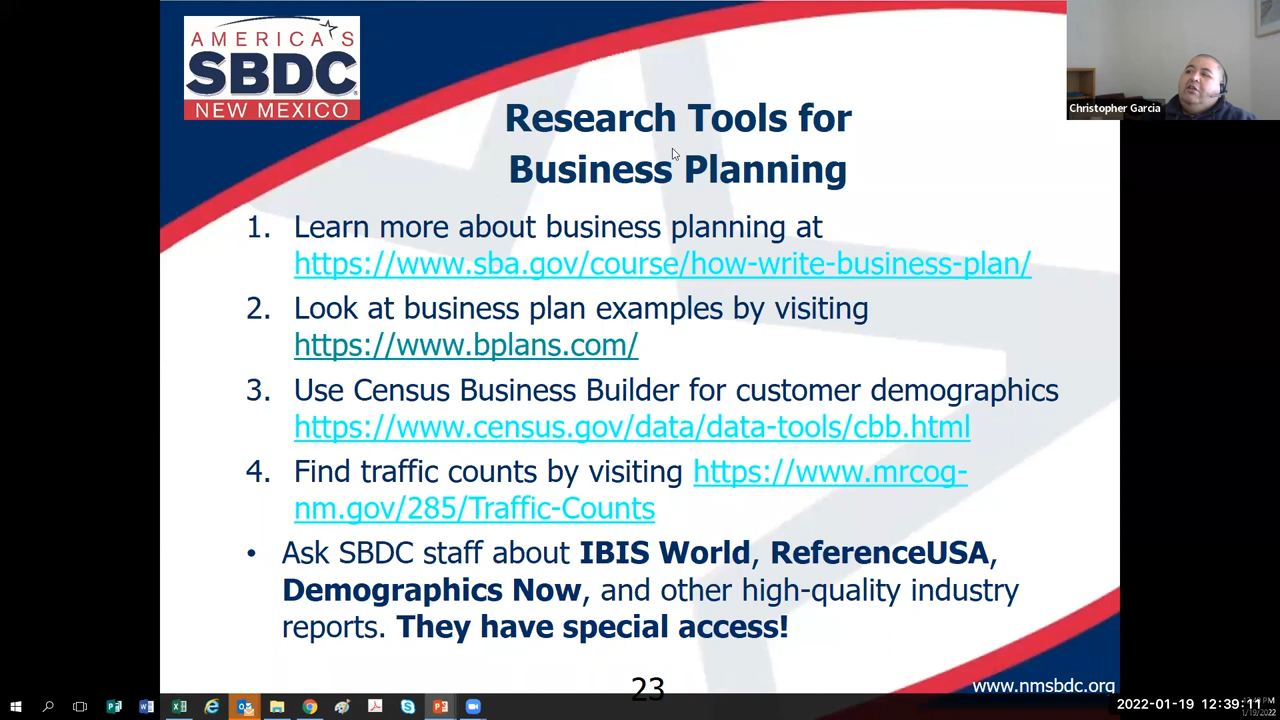 AMERICA'S
SBDC
NEW MEXICO
Christopher Garcia
Research Tools for
Business Planning
1. Learn more about business planning at
https://www.sba.gov/course/how-write-business-plan/
2. Look at business plan examples by visiting
https://www.bplans.com/
3. Use Census Business Builder for customer demographics
https://www.census.gov/data/data-tools/cbb.html
4. Find traffic counts by visiting https://www.mrcog-
nm.gov/285/Traffic-Counts
• Ask SBDC staff about IBIS World, ReferenceUSA,
Demographics Now, and other high-quality industry
reports. They have special access!
23
www.nmsbdc.org
2022-01-19 12:39:11